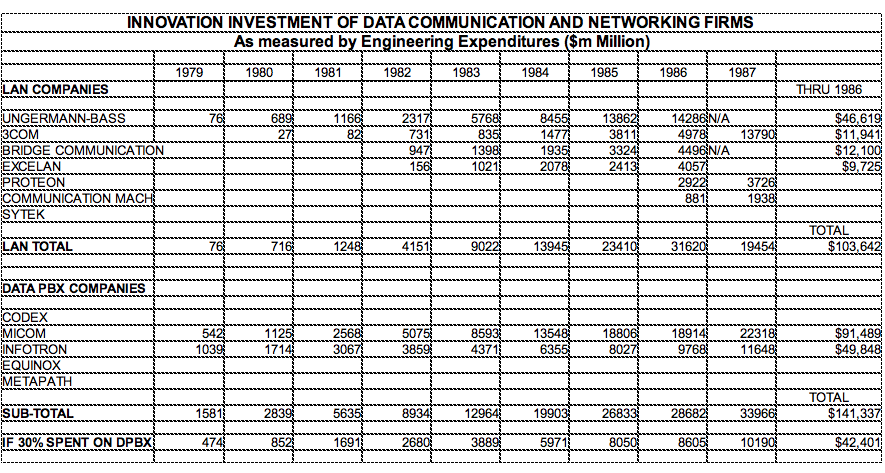 INNOVATION INVESTMENT OF DATA COMMUNICATION AND NETWORKING FIRMS
As measured by Engineering Expenditures ($m Million)
1979 1980 1981 1982 1983 1984 1985 1986 1987
LAN COMPANIES THRU 1986
UNGERMANN-BASS 76 689 1166 2317 5768 8455 13862 14286 N/A $46,619
3COM 27 82 731 835 1477 3811 4978 13790 $11,941
BRIDGE COMMUNICATION 947 1398 1935 3324 4496 N/A $12,100
EXCELAN 156 1021 2078 2413 4057 $9,725
PROTEON 2922 3726
COMMUNICATION MACH 881 1938
SYTEK
TOTAL
LAN TOTAL 76 716 1248 4151 9022 13945 23410 31620 19454 $103,642
DATA PBX COMPANIES
CODEX
MICOM 542 1125 2568 5075 8593 13548 18806 18914 22318 $91,489
INFOTRON 1039 1714 3067 3859 4371 6355 8027 9768 11648 $49,848
EQUINOX
METAPATH
TOTAL
SUB-TOTAL 1581 2839 5635 8934 12964 19903 26833 28682 33966 $141,337
IF 30% SPENT ON DPBX 474 852 1691 2680 3889 5971 8050 8605 10190 $42,401